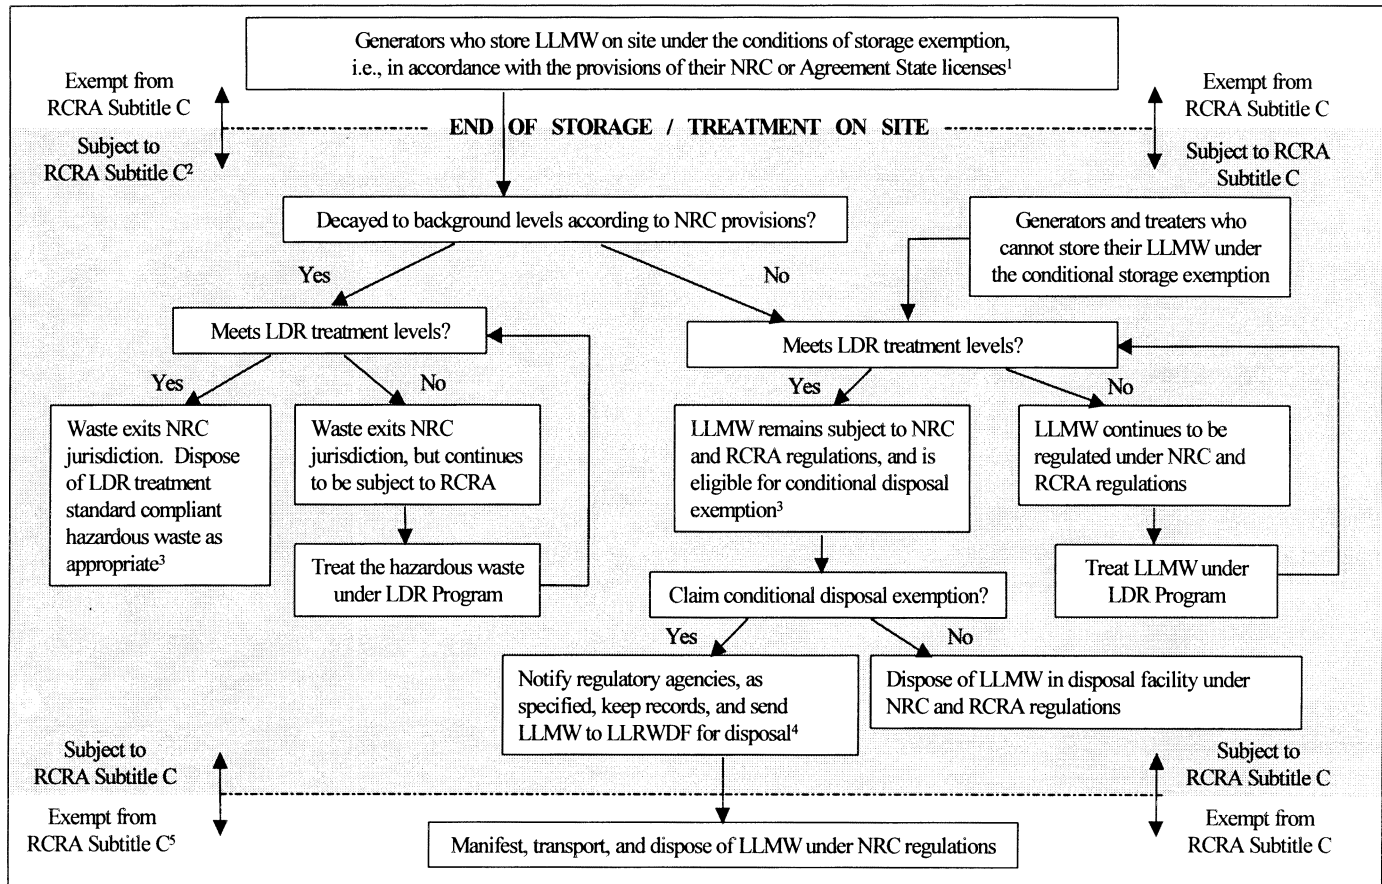 Generators who store LLMW on site under the conditions of storage exemption,
i.e., in accordance with the provisions of their NRC or Agreement State licenses¹
Exempt from
RCRA Subtitle C
Exempt from
RCRA Subtitle C
END OF STORAGE / TREATMENT ON SITE
Subject to
RCRA Subtitle C²
Subject to RCRA
Subtitle C
Decayed to background levels according to NRC provisions?
Generators and treaters who
cannot store their LLMW under
the conditional storage exemption
Yes
No
Meets LDR treatment levels?
Meets LDR treatment levels?
Yes
No
Yes
No
Waste exits NRC
jurisdiction. Dispose
of LDR treatment
standard compliant
hazardous waste as
appropriate³
Waste exits NRC
jurisdiction, but continues
to be subject to RCRA
LLMW remains subject to NRC
and RCRA regulations, and is
eligible for conditional disposal
exemption³
LLMW continues to be
regulated under NRC and
RCRA regulations
Treat the hazardous waste
under LDR Program
Treat LLMW under
LDR Program
Claim conditional disposal exemption?
Yes
No
Notify regulatory agencies, as
specified, keep records, and send
LLMW to LLRWDF for disposal⁴
Dispose of LLMW in disposal facility under
NRC and RCRA regulations
Subject to
RCRA Subtitle C
Subject to
RCRA Subtitle C
Exempt from
RCRA Subtitle C⁵
Exempt from
RCRA Subtitle C
Manifest, transport, and dispose of LLMW under NRC regulations